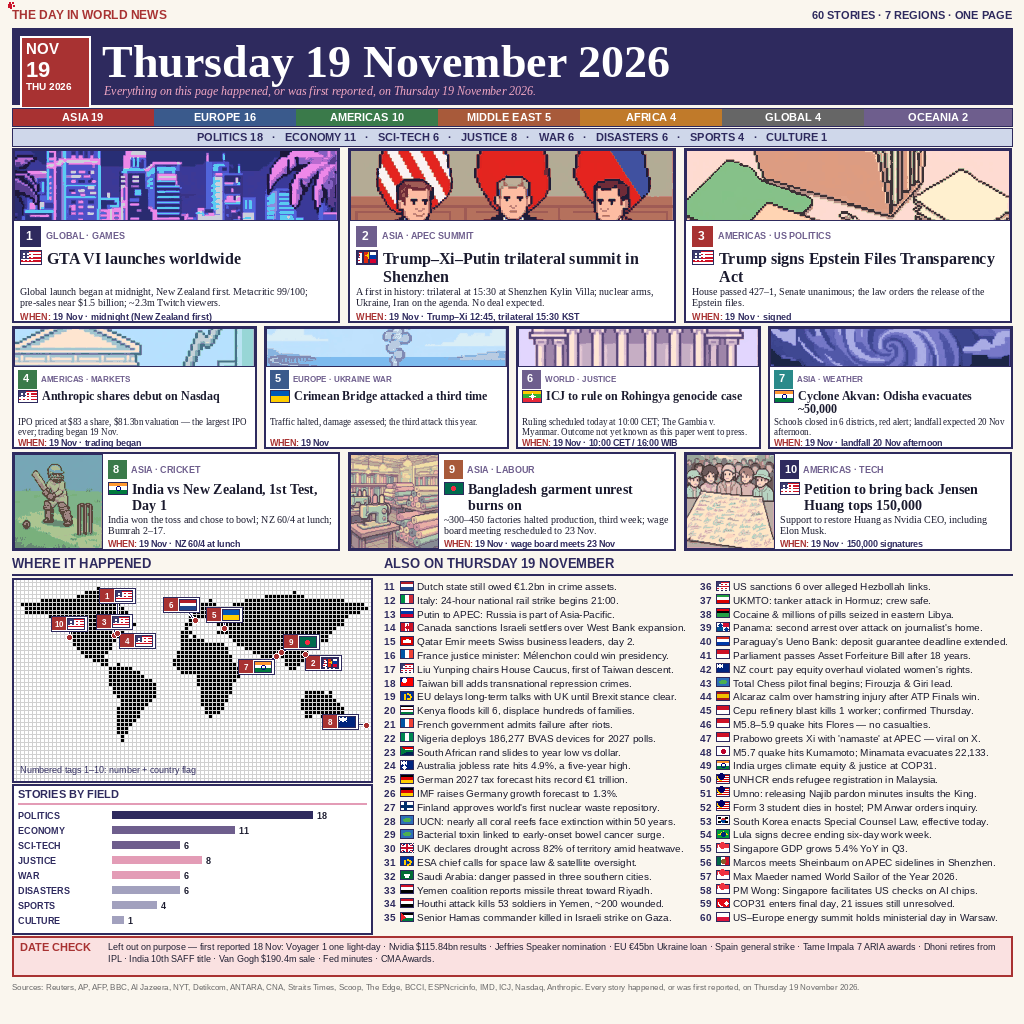 THE DAY IN WORLD NEWS
60 STORIES · 7 REGIONS · ONE PAGE
NOV
19
THU 2026
Thursday 19 November 2026
Everything on this page happened, or was first reported, on Thursday 19 November 2026.
ASIA 19
EUROPE 16
AMERICAS 10
MIDDLE EAST 5
AFRICA 4
GLOBAL 4
OCEANIA 2
POLITICS 18 · ECONOMY 11 · SCI-TECH 6 · JUSTICE 8 · WAR 6 · DISASTERS 6 · SPORTS 4 · CULTURE 1
1 GLOBAL · GAMES
GTA VI launches worldwide
Global launch began at midnight, New Zealand first. Metacritic 99/100;
pre-sales near $1.5 billion; ~2.3m Twitch viewers.
WHEN: 19 Nov · midnight (New Zealand first)
2 ASIA · APEC SUMMIT
Trump–Xi–Putin trilateral summit in
Shenzhen
A first in history: trilateral at 15:30 at Shenzhen Kylin Villa; nuclear arms,
Ukraine, Iran on the agenda. No deal expected.
WHEN: 19 Nov · Trump–Xi 12:45, trilateral 15:30 KST
3 AMERICAS · US POLITICS
Trump signs Epstein Files Transparency
Act
House passed 427–1, Senate unanimous; the law orders the release of the
Epstein files.
WHEN: 19 Nov · signed
4 AMERICAS · MARKETS
Anthropic shares debut on Nasdaq
IPO priced at $83 a share, $81.3bn valuation — the largest IPO
ever; trading began 19 Nov.
WHEN: 19 Nov · trading began
5 EUROPE · UKRAINE WAR
Crimean Bridge attacked a third time
Traffic halted, damage assessed; the third attack this year.
WHEN: 19 Nov
6 WORLD · JUSTICE
ICJ to rule on Rohingya genocide case
Ruling scheduled today at 10:00 CET; The Gambia v.
Myanmar. Outcome not yet known as this paper went to press.
WHEN: 19 Nov · 10:00 CET / 16:00 WIB
7 ASIA · WEATHER
Cyclone Akvan: Odisha evacuates
~50,000
Schools closed in 6 districts, red alert; landfall expected 20 Nov
afternoon.
WHEN: 19 Nov · landfall 20 Nov afternoon
8 ASIA · CRICKET
India vs New Zealand, 1st Test,
Day 1
India won the toss and chose to bowl; NZ 60/4 at lunch;
Bumrah 2–17.
WHEN: 19 Nov · NZ 60/4 at lunch
9 ASIA · LABOUR
Bangladesh garment unrest
burns on
~300–450 factories halted production, third week; wage
board meeting rescheduled to 23 Nov.
WHEN: 19 Nov · wage board meets 23 Nov
10 AMERICAS · TECH
Petition to bring back Jensen
Huang tops 150,000
Support to restore Huang as Nvidia CEO, including
Elon Musk.
WHEN: 19 Nov · 150,000 signatures
WHERE IT HAPPENED
1
6
5
10
3
4
9
7
2
8
Numbered tags 1–10: number + country flag
STORIES BY FIELD
POLITICS 18
ECONOMY 11
SCI-TECH 6
JUSTICE 8
WAR 6
DISASTERS 6
SPORTS 4
CULTURE 1
ALSO ON THURSDAY 19 NOVEMBER
11 Dutch state still owed €1.2bn in crime assets.
12 Italy: 24-hour national rail strike begins 21:00.
13 Putin to APEC: Russia is part of Asia-Pacific.
14 Canada sanctions Israeli settlers over West Bank expansion.
15 Qatar Emir meets Swiss business leaders, day 2.
16 France justice minister: Mélenchon could win presidency.
17 Liu Yunping chairs House Caucus, first of Taiwan descent.
18 Taiwan bill adds transnational repression crimes.
19 EU delays long-term talks with UK until Brexit stance clear.
20 Kenya floods kill 6, displace hundreds of families.
21 French government admits failure after riots.
22 Nigeria deploys 186,277 BVAS devices for 2027 polls.
23 South African rand slides to year low vs dollar.
24 Australia jobless rate hits 4.9%, a five-year high.
25 German 2027 tax forecast hits record €1 trillion.
26 IMF raises Germany growth forecast to 1.3%.
27 Finland approves world's first nuclear waste repository.
28 IUCN: nearly all coral reefs face extinction within 50 years.
29 Bacterial toxin linked to early-onset bowel cancer surge.
30 UK declares drought across 82% of territory amid heatwave.
31 ESA chief calls for space law & satellite oversight.
32 Saudi Arabia: danger passed in three southern cities.
33 Yemen coalition reports missile threat toward Riyadh.
34 Houthi attack kills 53 soldiers in Yemen, ~200 wounded.
35 Senior Hamas commander killed in Israeli strike on Gaza.
36 US sanctions 6 over alleged Hezbollah links.
37 UKMTO: tanker attack in Hormuz; crew safe.
38 Cocaine & millions of pills seized in eastern Libya.
39 Panama: second arrest over attack on journalist's home.
40 Paraguay's Ueno Bank: deposit guarantee deadline extended.
41 Parliament passes Asset Forfeiture Bill after 18 years.
42 NZ court: pay equity overhaul violated women's rights.
43 Total Chess pilot final begins; Firouzja & Giri lead.
44 Alcaraz calm over hamstring injury after ATP Finals win.
45 Cepu refinery blast kills 1 worker; confirmed Thursday.
46 M5.8–5.9 quake hits Flores — no casualties.
47 Prabowo greets Xi with 'namaste' at APEC — viral on X.
48 M5.7 quake hits Kumamoto; Minamata evacuates 22,133.
49 India urges climate equity & justice at COP31.
50 UNHCR ends refugee registration in Malaysia.
51 Umno: releasing Najib pardon minutes insults the King.
52 Form 3 student dies in hostel; PM Anwar orders inquiry.
53 South Korea enacts Special Counsel Law, effective today.
54 Lula signs decree ending six-day work week.
55 Singapore GDP grows 5.4% YoY in Q3.
56 Marcos meets Sheinbaum on APEC sidelines in Shenzhen.
57 Max Maeder named World Sailor of the Year 2026.
58 PM Wong: Singapore facilitates US checks on AI chips.
59 COP31 enters final day, 21 issues still unresolved.
60 US–Europe energy summit holds ministerial day in Warsaw.
DATE CHECK
Left out on purpose — first reported 18 Nov: Voyager 1 one light-day · Nvidia $115.84bn results · Jeffries Speaker nomination · EU €45bn Ukraine loan · Spain general strike · Tame Impala 7 ARIA awards · Dhoni retires from
IPL · India 10th SAFF title · Van Gogh $190.4m sale · Fed minutes · CMA Awards.
Sources: Reuters, AP, AFP, BBC, Al Jazeera, NYT, Detikcom, ANTARA, CNA, Straits Times, Scoop, The Edge, BCCI, ESPNcricinfo, IMD, ICJ, Nasdaq, Anthropic. Every story happened, or was first reported, on Thursday 19 November 2026.